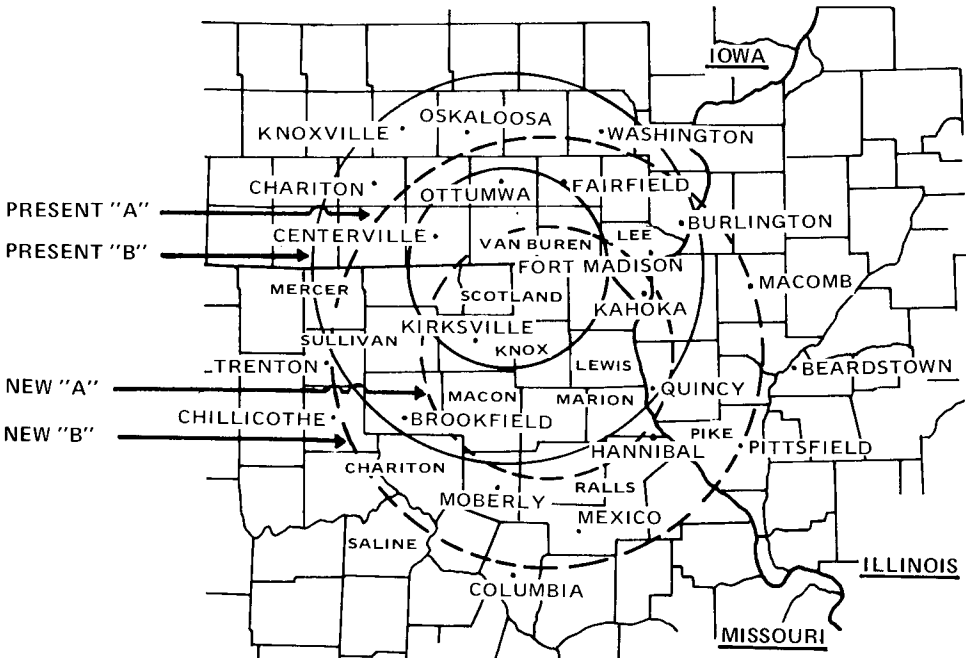 IOWA
OSKALOOSA
KNOXVILLE
WASHINGTON
CHARITON
OTTUMWA
FAIRFIELD
PRESENT "A"
BURLINGTON
CENTERVILLE
VAN BUREN
LEE
PRESENT "B"
FORT MADISON
MERCER
MACOMB
SCOTLAND
KAHOKA
KIRKSVILLE
SULLIVAN
KNOX
TRENTON
LEWIS
BEARDSTOWN
NEW "A"
MACON
MARION
QUINCY
CHILLICOTHE
BROOKFIELD
NEW "B"
PIKE
HANNIBAL
PITTSFIELD
CHARITON
RALLS
MOBERLY
MEXICO
SALINE
ILLINOIS
COLUMBIA
MISSOURI